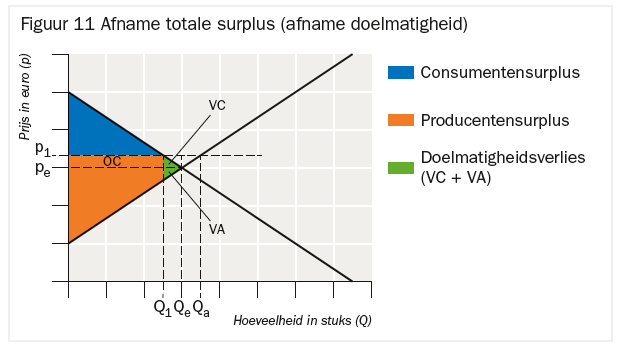 Figuur 11 Afname totale surplus (afname doelmatigheid)
Prijs in euro (p)
VC
p1
OC
pe
VA
Q1 Qe Qa
Hoeveelheid in stuks (Q)
Consumentensurplus
Producentensurplus
Doelmatigheidsverlies
(VC + VA)